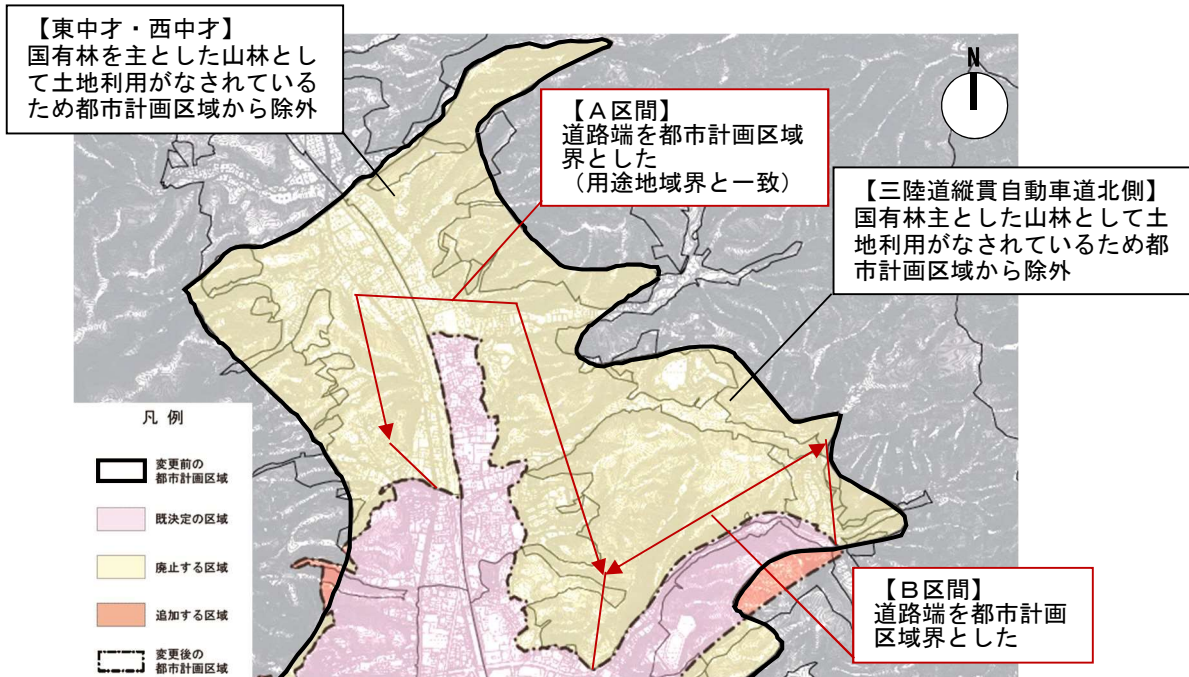 【東中才・西中才】
国有林を主とした山林とし
て土地利用がなされている
ため都市計画区域から除外
【Ａ区間】
道路端を都市計画区域
界とした
（用途地域界と一致）
N
【三陸道縦貫自動車道北側】
国有林主とした山林として土
地利用がなされているため都
市計画区域から除外
凡 例
変更前の
都市計画区域
既決定の区域
廃止する区域
追加する区域
変更後の
都市計画区域
【Ｂ区間】
道路端を都市計画
区域界とした